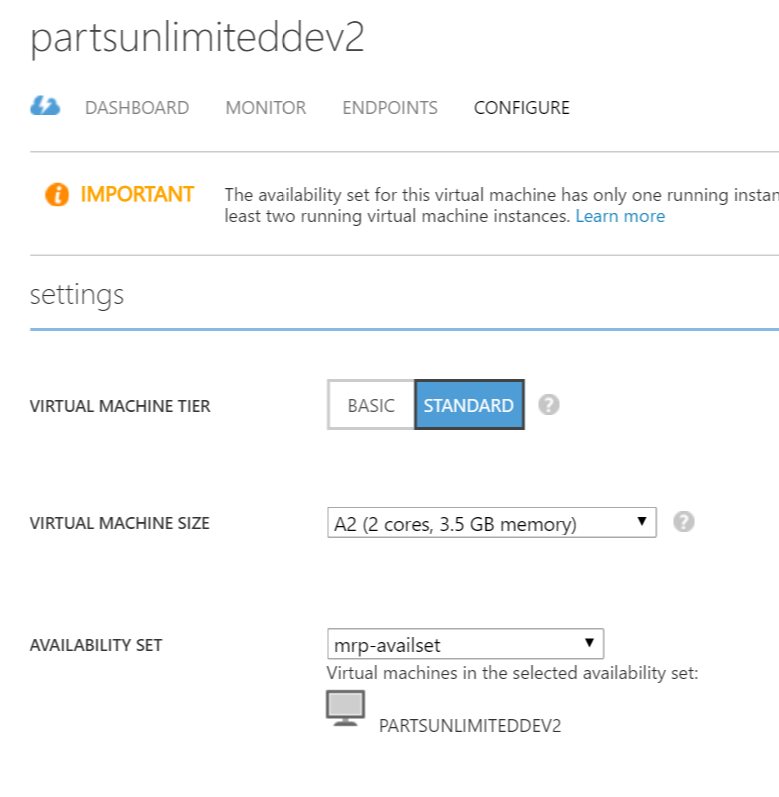 partsunlimiteddev2
DASHBOARD MONITOR ENDPOINTS CONFIGURE
IMPORTANT The availability set for this virtual machine has only one running instan
least two running virtual machine instances. Learn more
settings
VIRTUAL MACHINE TIER BASIC STANDARD ?
VIRTUAL MACHINE SIZE A2 (2 cores, 3.5 GB memory) ?
AVAILABILITY SET mrp-availset
Virtual machines in the selected availability set:
PARTSUNLIMITEDDEV2